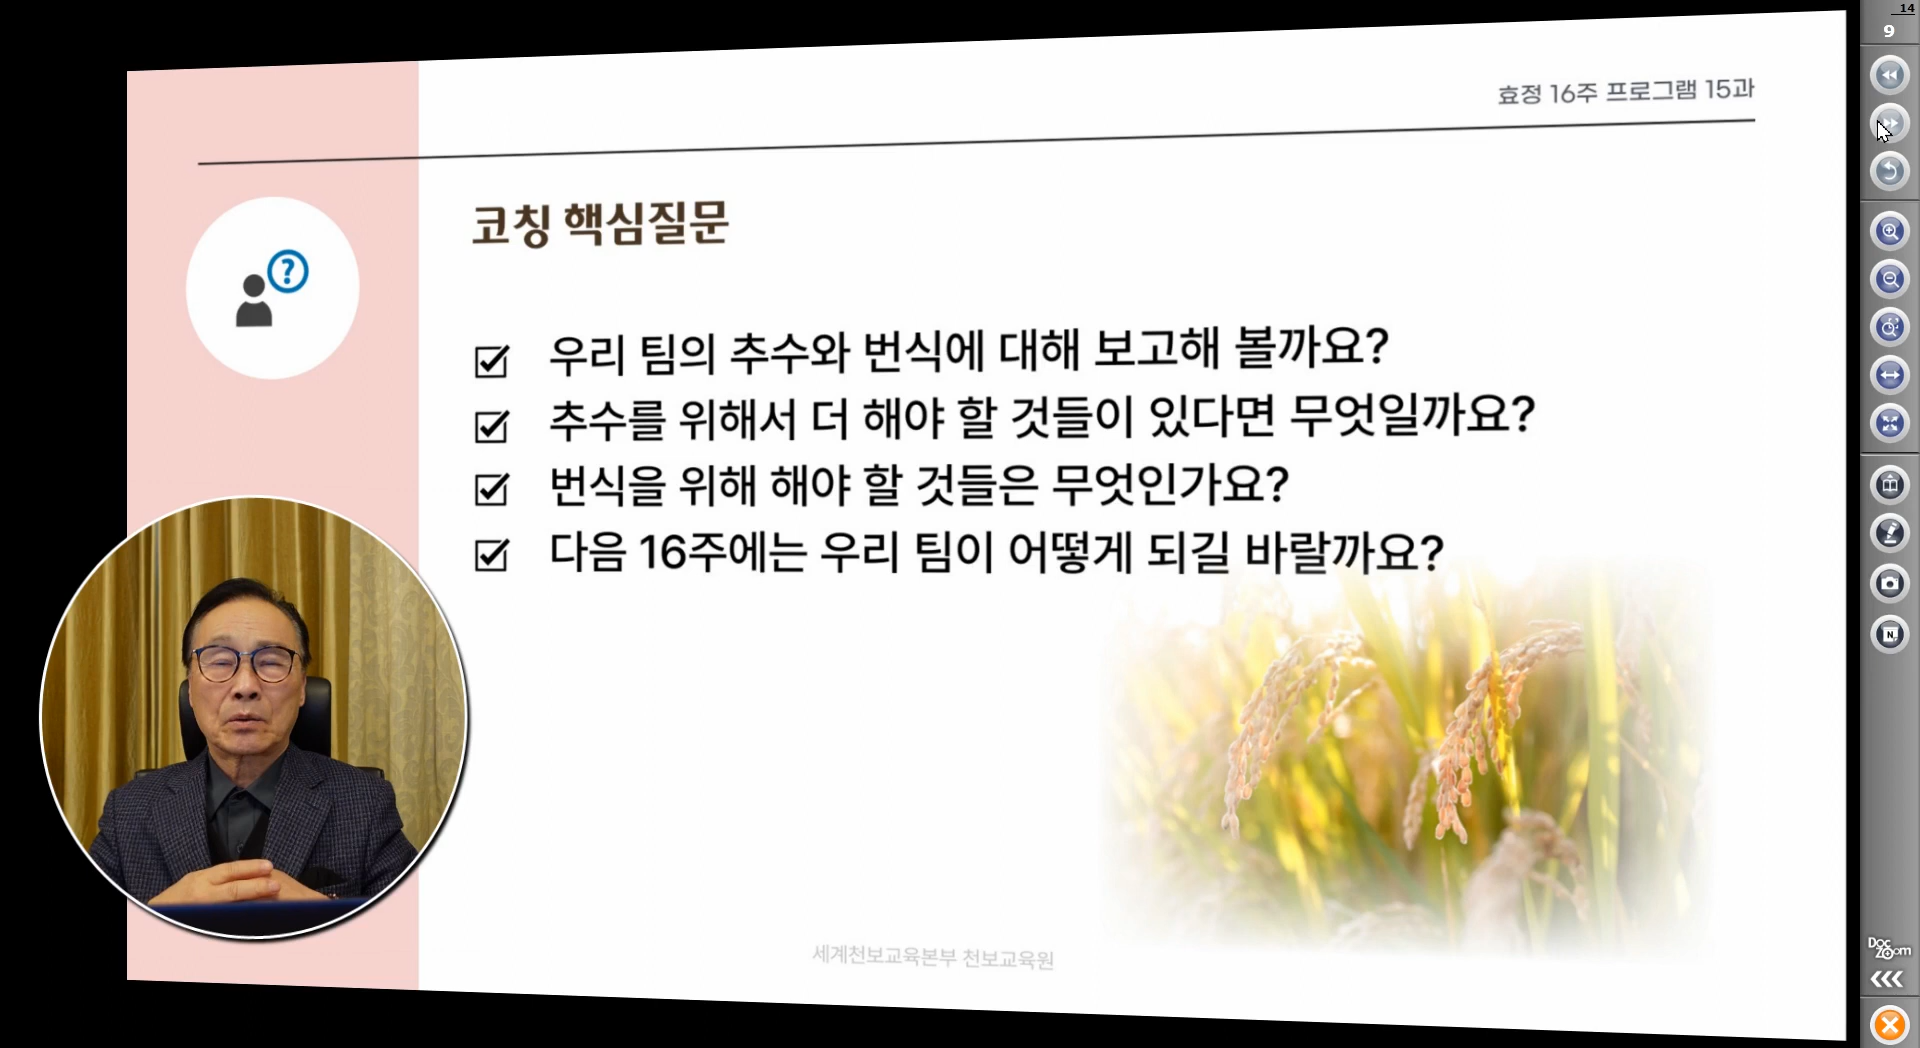 14
9
효정 16주 프로그램 15과
코칭 핵심질문
?
우리 팀의 추수와 번식에 대해 보고해 볼까요?
추수를 위해서 더 해야 할 것들이 있다면 무엇일까요?
번식을 위해 해야 할 것들은 무엇인가요?
다음 16주에는 우리 팀이 어떻게 되길 바랄까요?
세계천보교육본부 천보교육원
N
Doc
Zoom